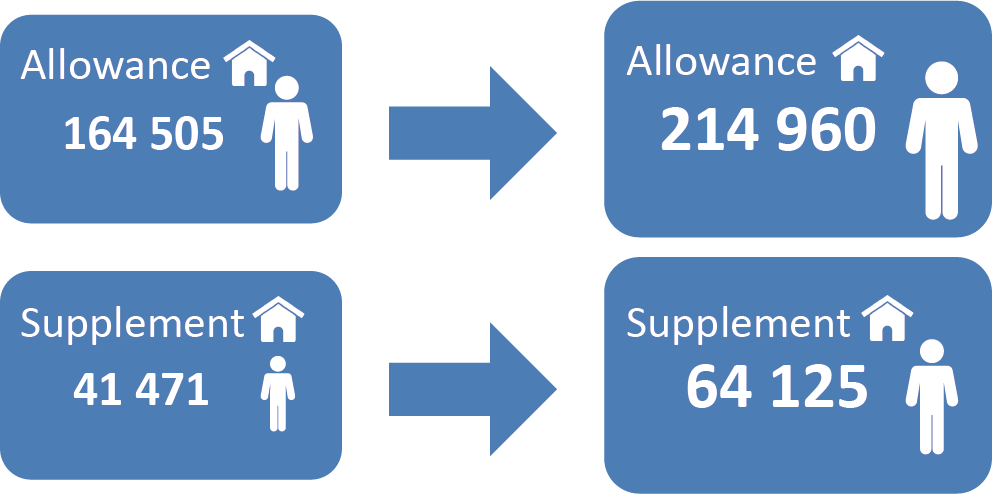 Allowance
164 505
Allowance
214 960
Supplement
41 471
Supplement
64 125